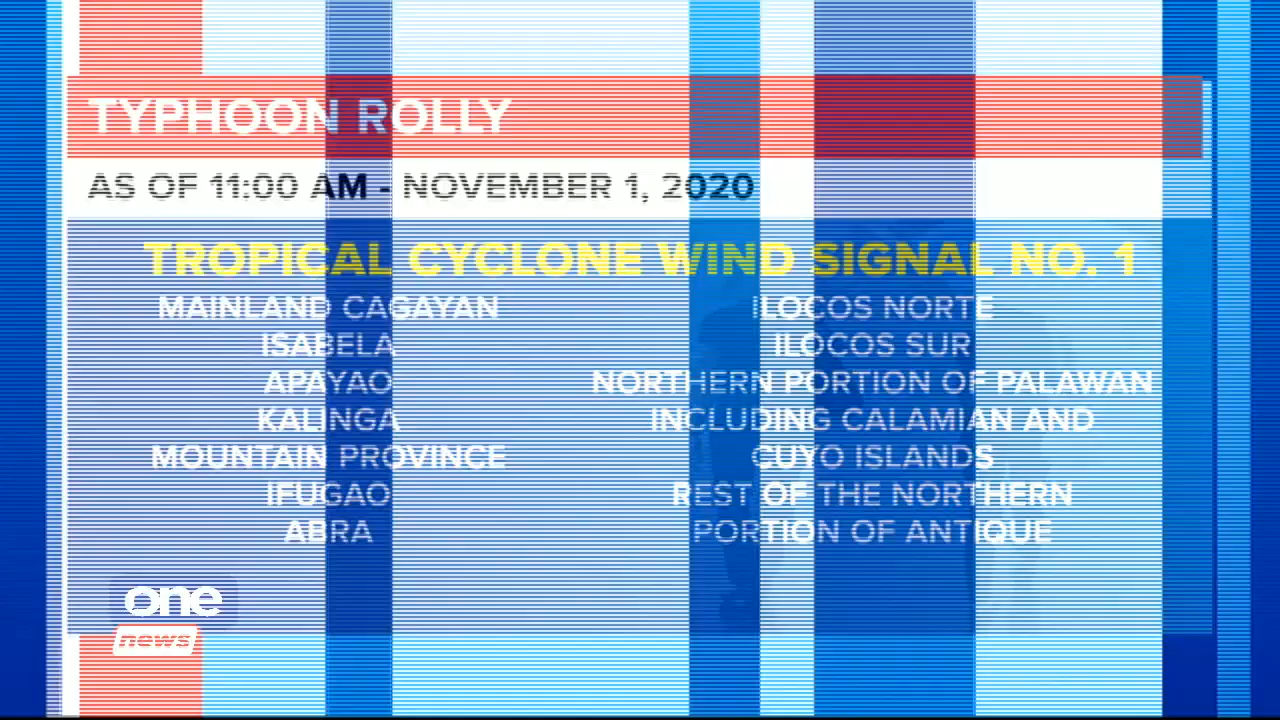 TYPHOON ROLLY
AS OF 11:00 AM - NOVEMBER 1, 2020
TROPICAL CYCLONE WIND SIGNAL NO. 1
MAINLAND CAGAYAN
ISABELA
APAYAO
KALINGA
MOUNTAIN PROVINCE
IFUGAO
ABRA
ILOCOS NORTE
ILOCOS SUR
NORTHERN PORTION OF PALAWAN
INCLUDING CALAMIAN AND
CUYO ISLANDS
REST OF THE NORTHERN
PORTION OF ANTIQUE
one
news